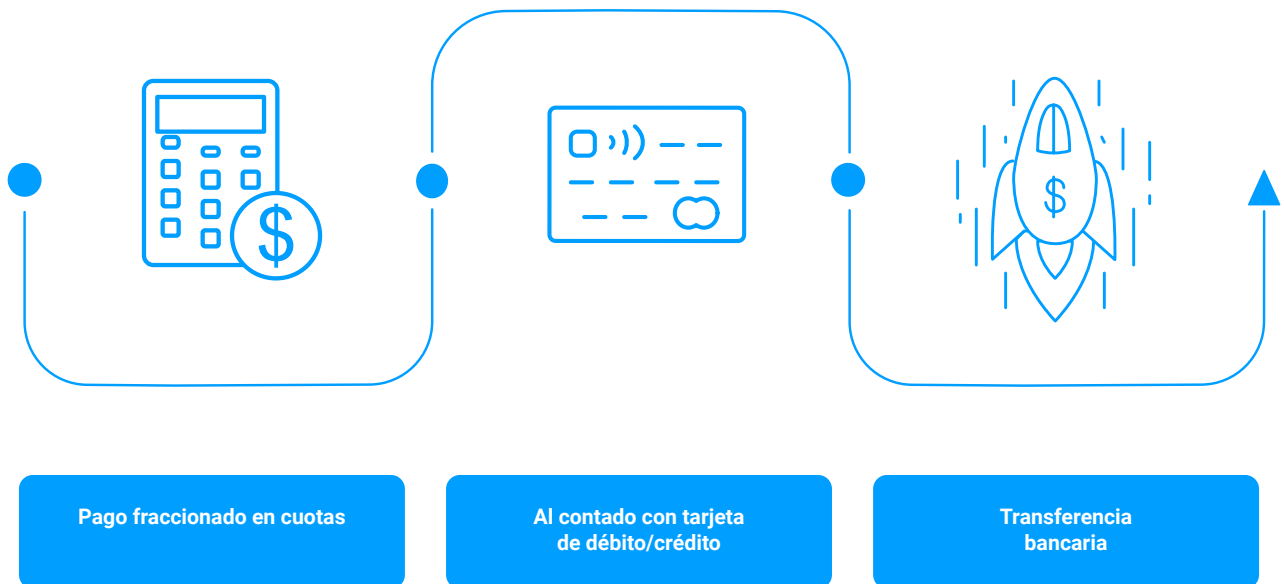 $
$
Pago fraccionado en cuotas
Al contado con tarjeta
de débito/crédito
Transferencia
bancaria